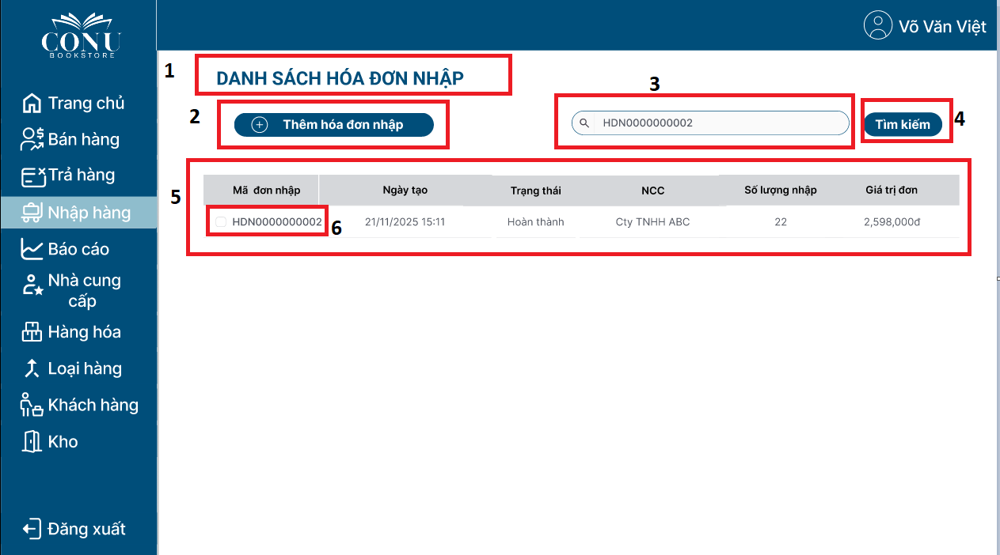 CONU
BOOKSTORE
Trang chủ
Bán hàng
Trả hàng
Nhập hàng
Báo cáo
Nhà cung
cấp
Hàng hóa
Loại hàng
Khách hàng
Kho
Đăng xuất
Võ Văn Việt
1
DANH SÁCH HÓA ĐƠN NHẬP
2
Thêm hóa đơn nhập
3
HDN0000000002
Tìm kiếm
4
5
Mã đơn nhập Ngày tạo Trạng thái NCC Số lượng nhập Giá trị đơn
HDN0000000002 21/11/2025 15:11 Hoàn thành Cty TNHH ABC 22 2,598,000đ
6